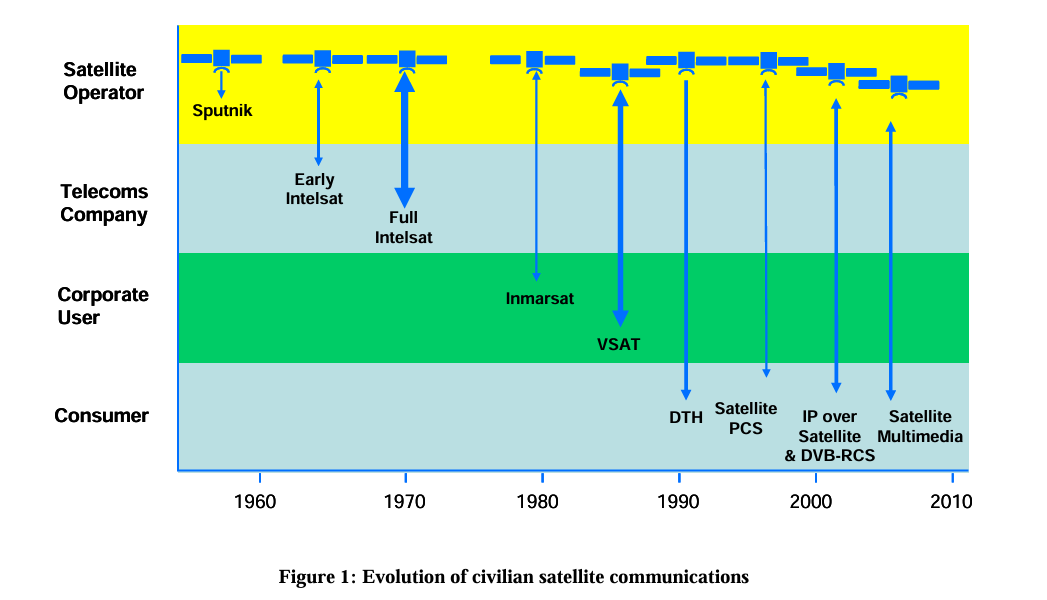 Satellite
Operator
Sputnik
Telecoms
Company
Early
Intelsat
Full
Intelsat
Corporate
User
Inmarsat
VSAT
Consumer
DTH
Satellite
PCS
IP over
Satellite
& DVB-RCS
Satellite
Multimedia
1960 1970 1980 1990 2000 2010
Figure 1: Evolution of civilian satellite communications